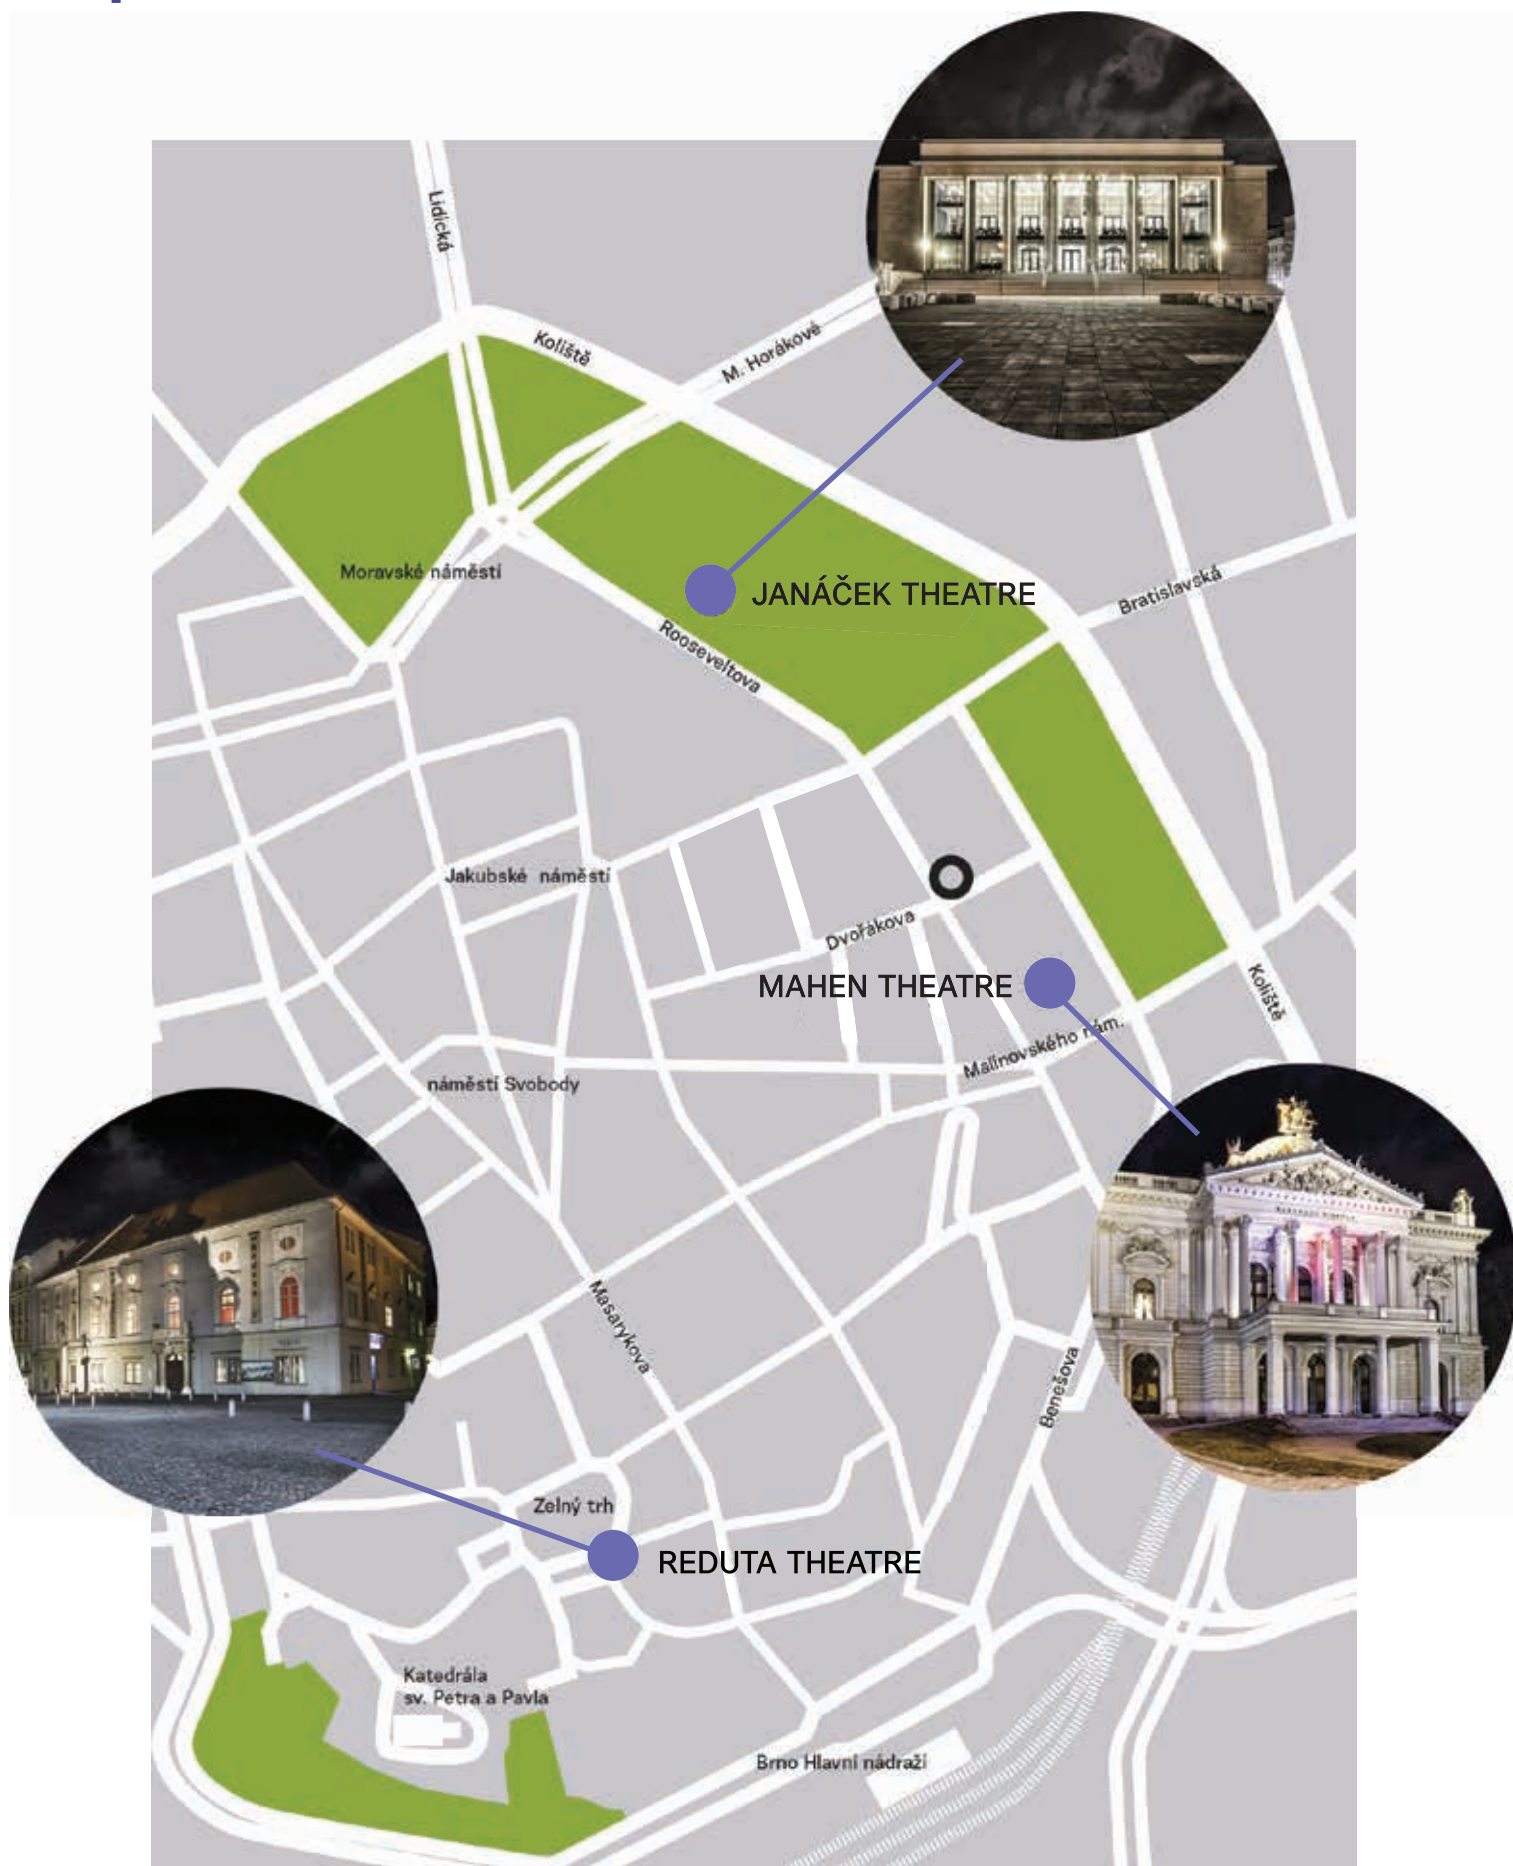 Lidická
Koliště
M. Horákové
Moravské náměstí
JANÁČEK THEATRE
Bratislavská
Rooseveltova
Jakubské náměstí
Dvořákova
MAHEN THEATRE
Koliště
Malinovského nám.
náměstí Svobody
Masarykova
Benešova
Zelný trh
REDUTA THEATRE
Katedrála
sv. Petra a Pavla
Brno Hlavní nádraží